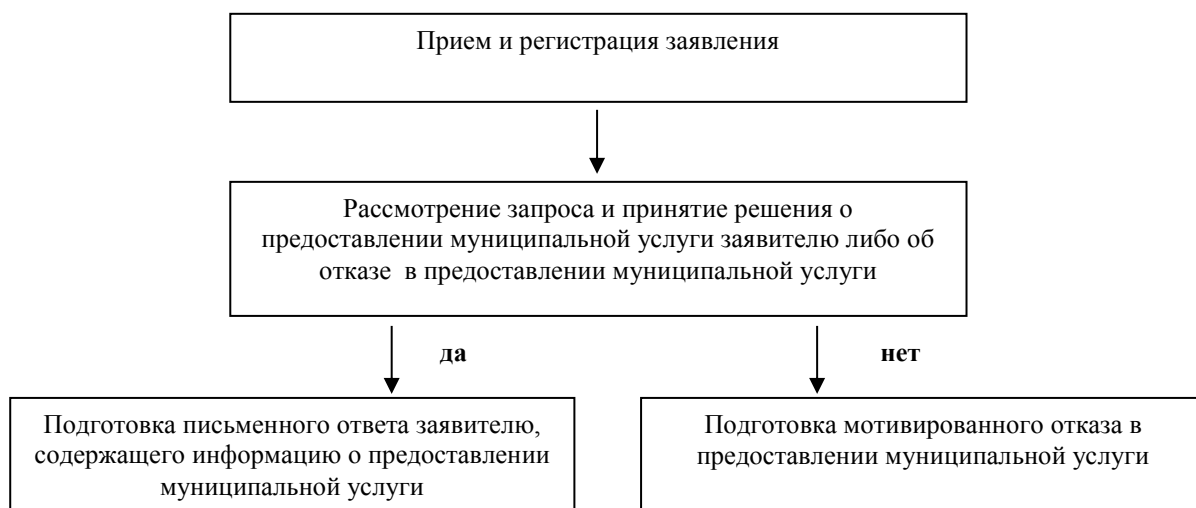 Прием и регистрация заявления
Рассмотрение запроса и принятие решения о
предоставлении муниципальной услуги заявителю либо об
отказе  в предоставлении муниципальной услуги
да
нет
Подготовка письменного ответа заявителю,
содержащего информацию о предоставлении
муниципальной услуги
Подготовка мотивированного отказа в
предоставлении муниципальной услуги